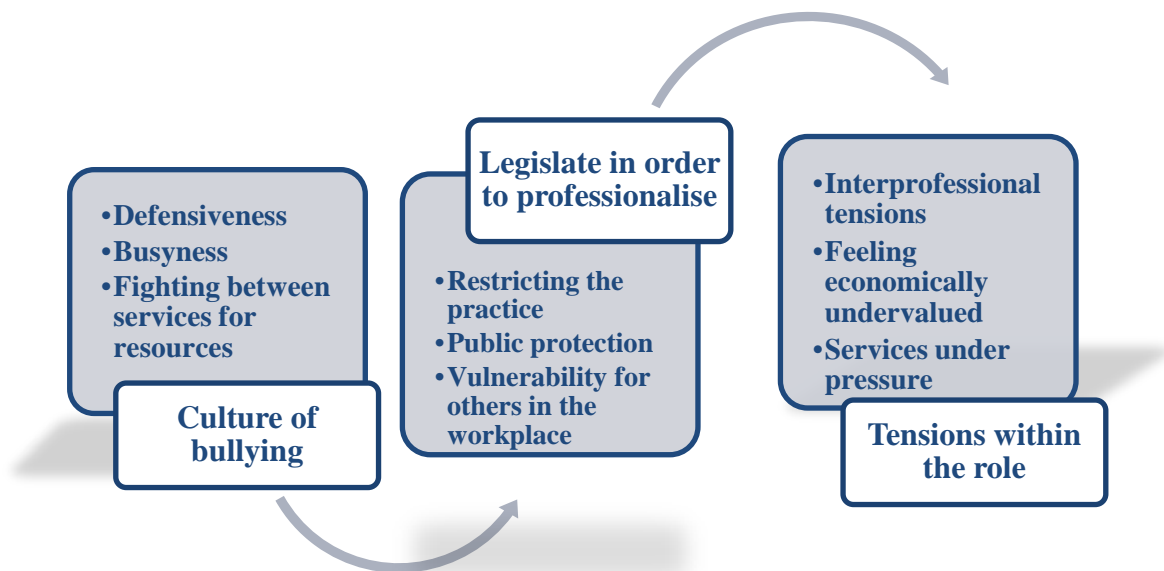 •Defensiveness
•Busyness
•Fighting between
services for
resources
Culture of
bullying
Legislate in order
to professionalise
•Restricting the
practice
•Public protection
•Vulnerability for
others in the
workplace
•Interprofessional
tensions
•Feeling
economically
undervalued
•Services under
pressure
Tensions within
the role